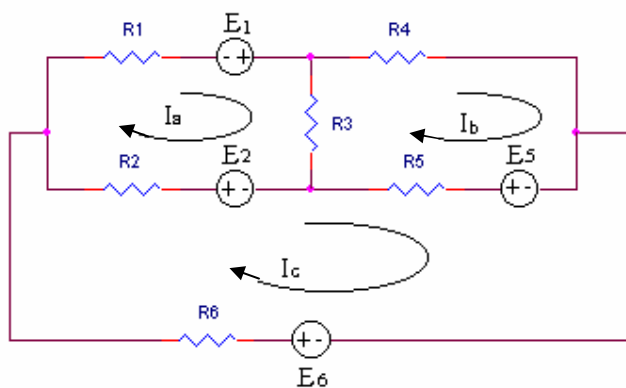 R1
E1
R4
- +
Ia
R3
Ib
R2
E2
R5
E5
+ -
+ -
Ic
R6
+ -
E6